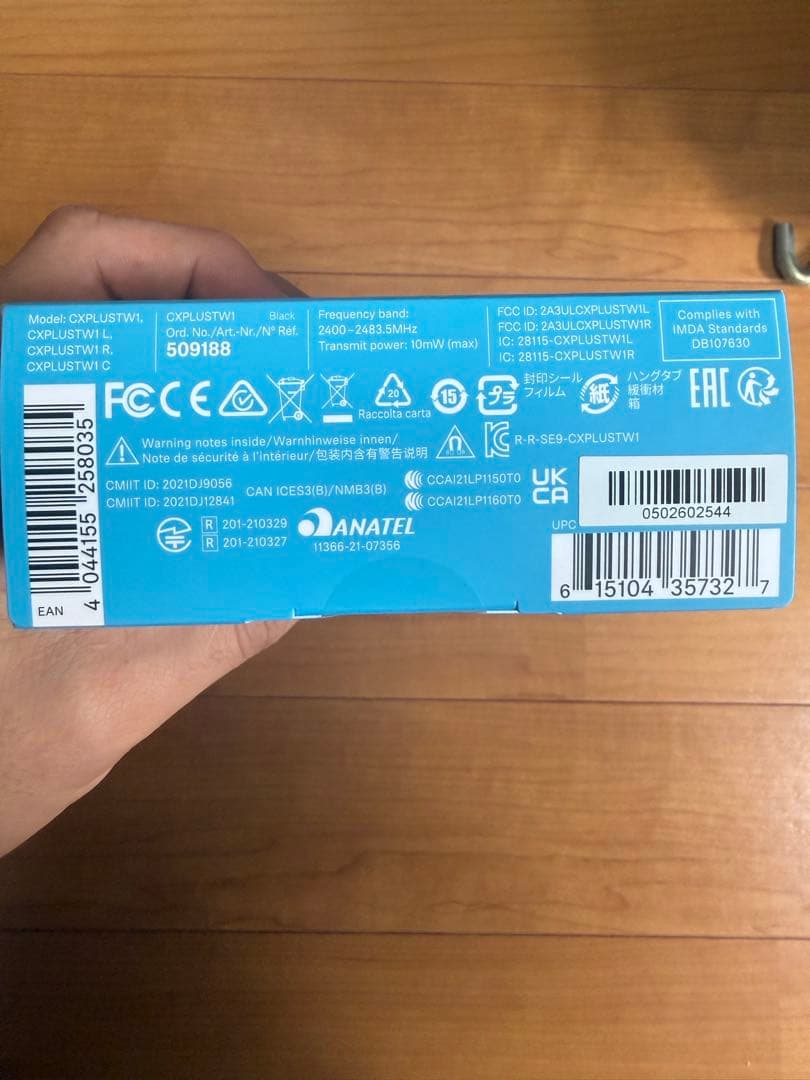 Model: CXPLUSTW1,
CXPLUSTW1 L,
CXPLUSTW1 R,
CXPLUSTW1 C
CXPLUSTW1 Black
Ord. No./Art.-Nr./N° Réf.
509188
Frequency band:
2400–2483.5MHz
Transmit power: 10mW (max)
FCC ID: 2A3ULCXPLUSTW1L
FCC ID: 2A3ULCXPLUSTW1R
IC: 28115-CXPLUSTW1L
IC: 28115-CXPLUSTW1R
Complies with
IMDA Standards
DB107630
FC CE
20
Raccolta carta
15
プラ
封印シール
フィルム
紙
ハングタブ
緩衝材
箱
EAC
Warning notes inside/Warnhinweise innen/
Note de sécurité à l'intérieur/包装内含有警告说明
R-R-SE9-CXPLUSTW1
CMIIT ID: 2021DJ9056
CMIIT ID: 2021DJ12841
CAN ICES3(B)/NMB3(B)
CCAI21LP1150T0
CCAI21LP1160T0
UK
CA
R 201-210329
R 201-210327
ANATEL
11366-21-07356
0502602544
UPC
6 15104 35732 7
EAN
4 044155 258035